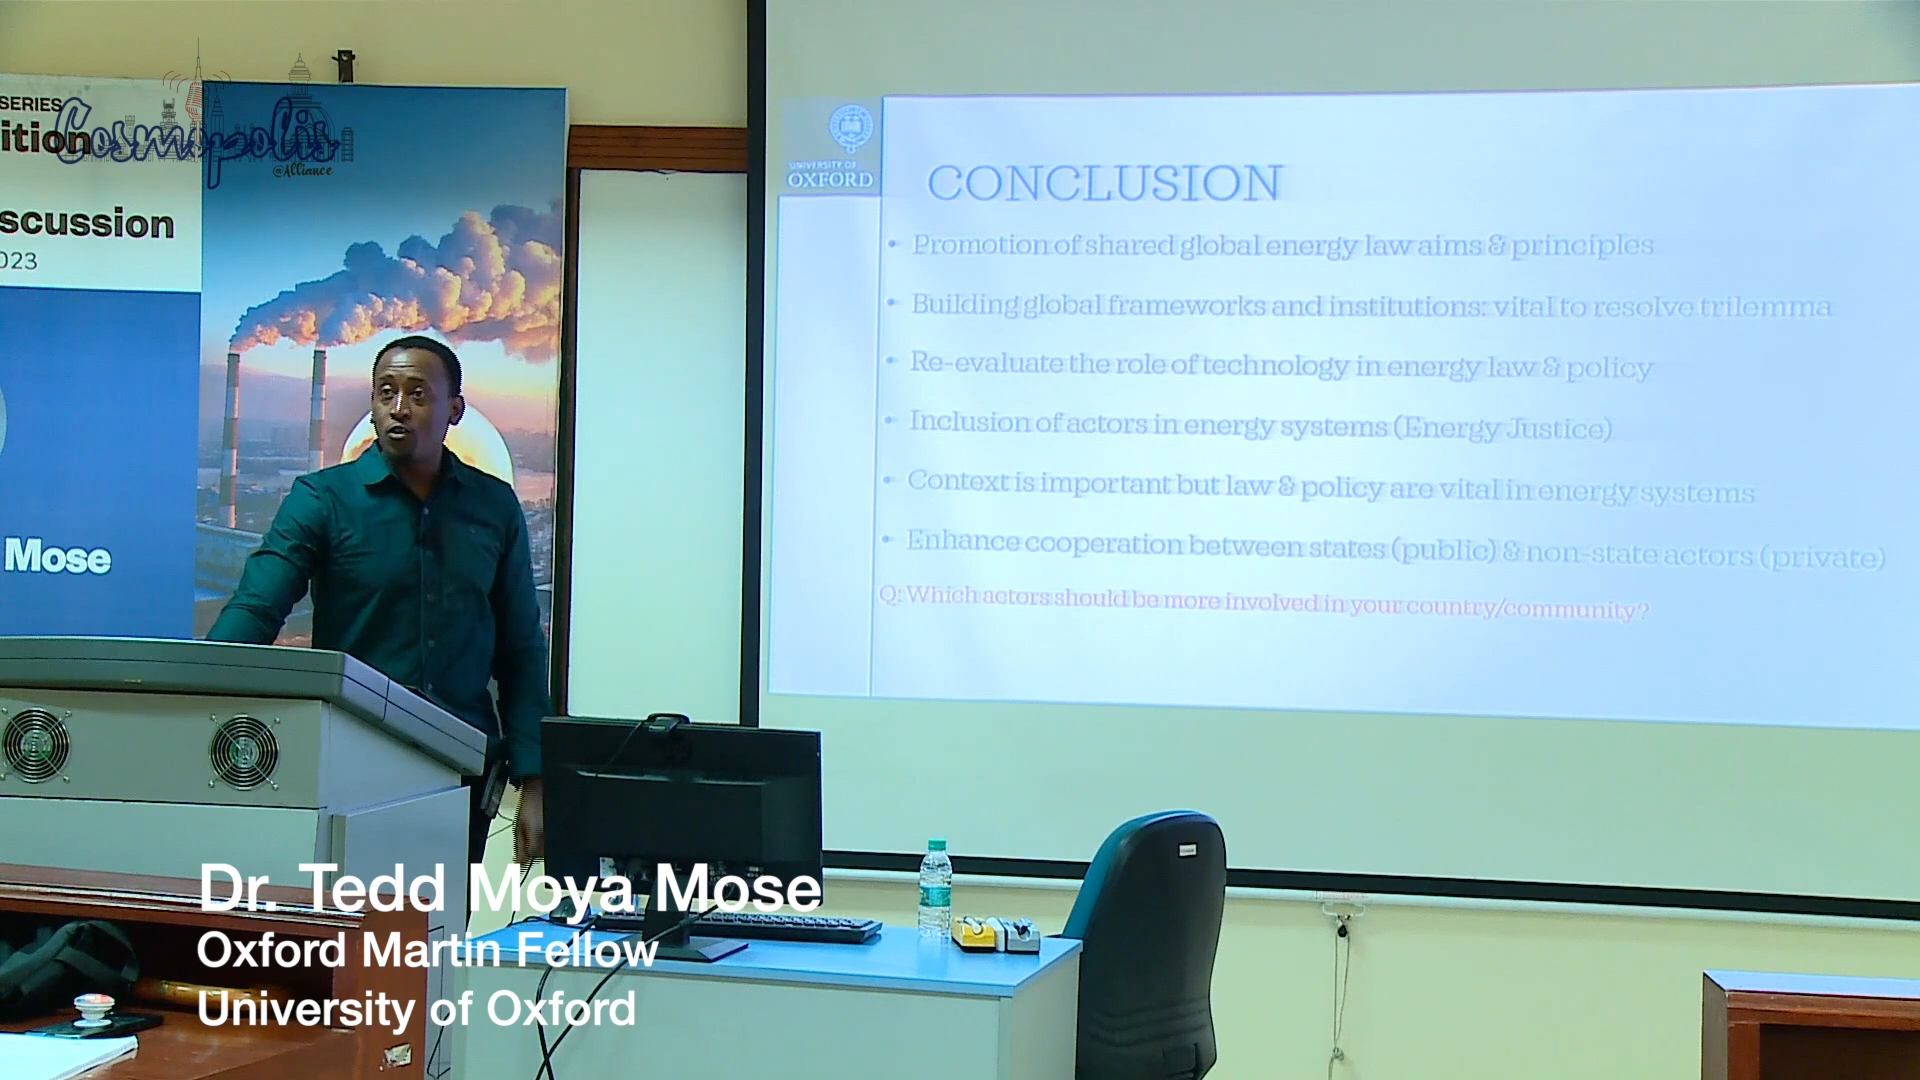 SERIES
ition
Cosmopolis
@Alliance
scussion
023
Mose
UNIVERSITY OF
OXFORD
CONCLUSION
• Promotion of shared global energy law aims & principles
• Building global frameworks and institutions: vital to resolve trilemma
• Re-evaluate the role of technology in energy law & policy
• Inclusion of actors in energy systems (Energy Justice)
• Context is important but law & policy are vital in energy systems
• Enhance cooperation between states (public) & non-state actors (private)
Q: Which actors should be more involved in your country/community?
Dr. Tedd Moya Mose
Oxford Martin Fellow
University of Oxford